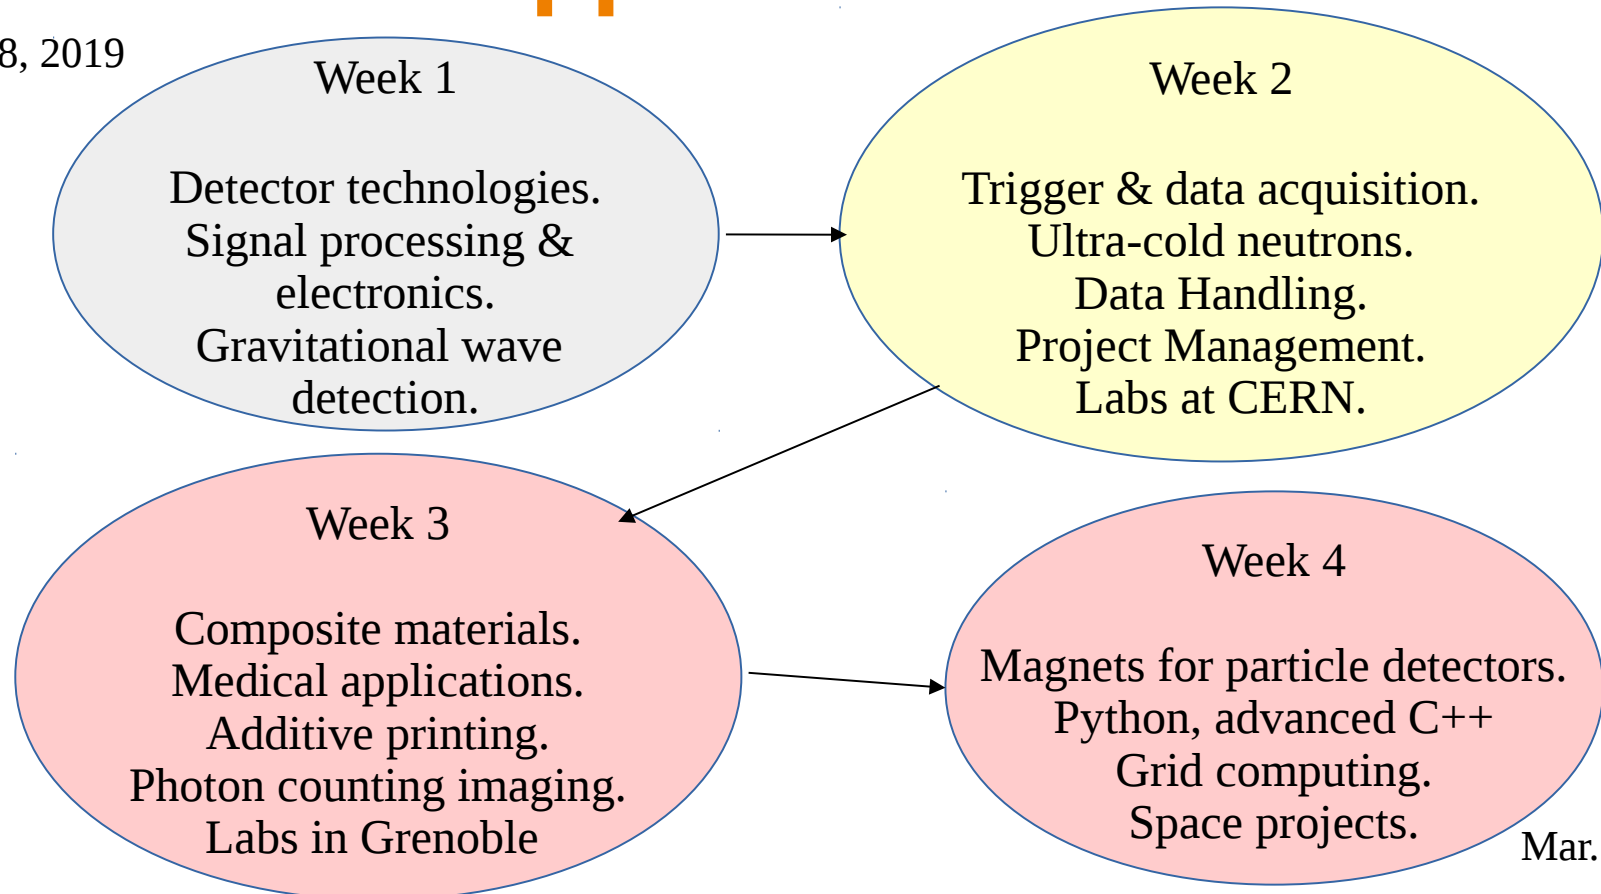 8, 2019
Week 1
Detector technologies.
Signal processing &
electronics.
Gravitational wave
detection.
Week 2
Trigger & data acquisition.
Ultra-cold neutrons.
Data Handling.
Project Management.
Labs at CERN.
Week 3
Composite materials.
Medical applications.
Additive printing.
Photon counting imaging.
Labs in Grenoble
Week 4
Magnets for particle detectors.
Python, advanced C++
Grid computing.
Space projects.
Mar.